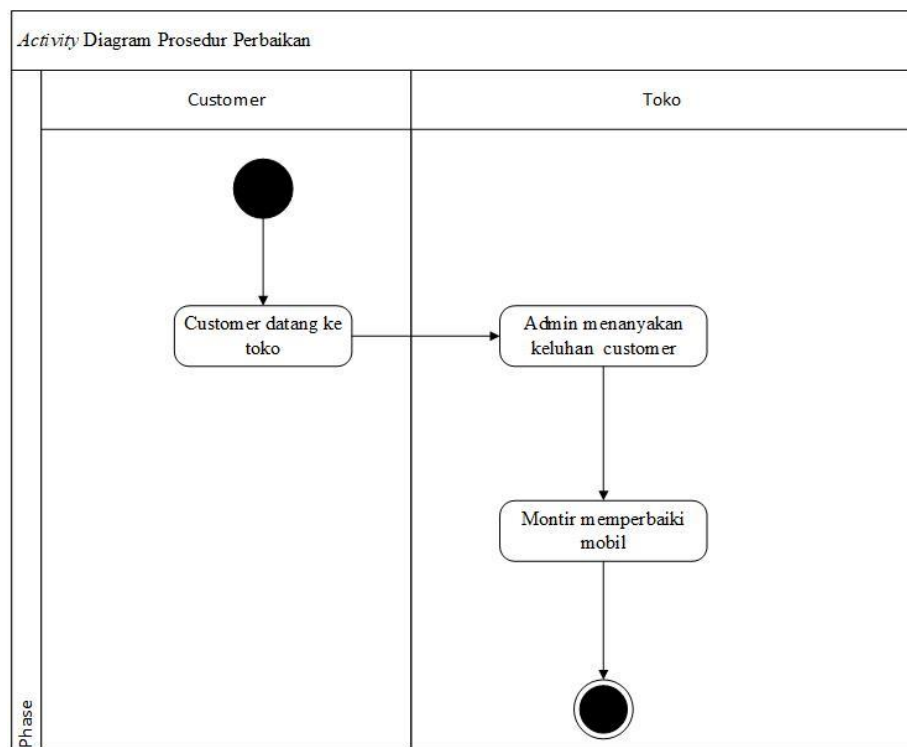 Activity Diagram Prosedur Perbaikan
Customer
Toko
Customer datang ke
toko
Admin menanyakan
keluhan customer
Montir memperbaiki
mobil
Phase